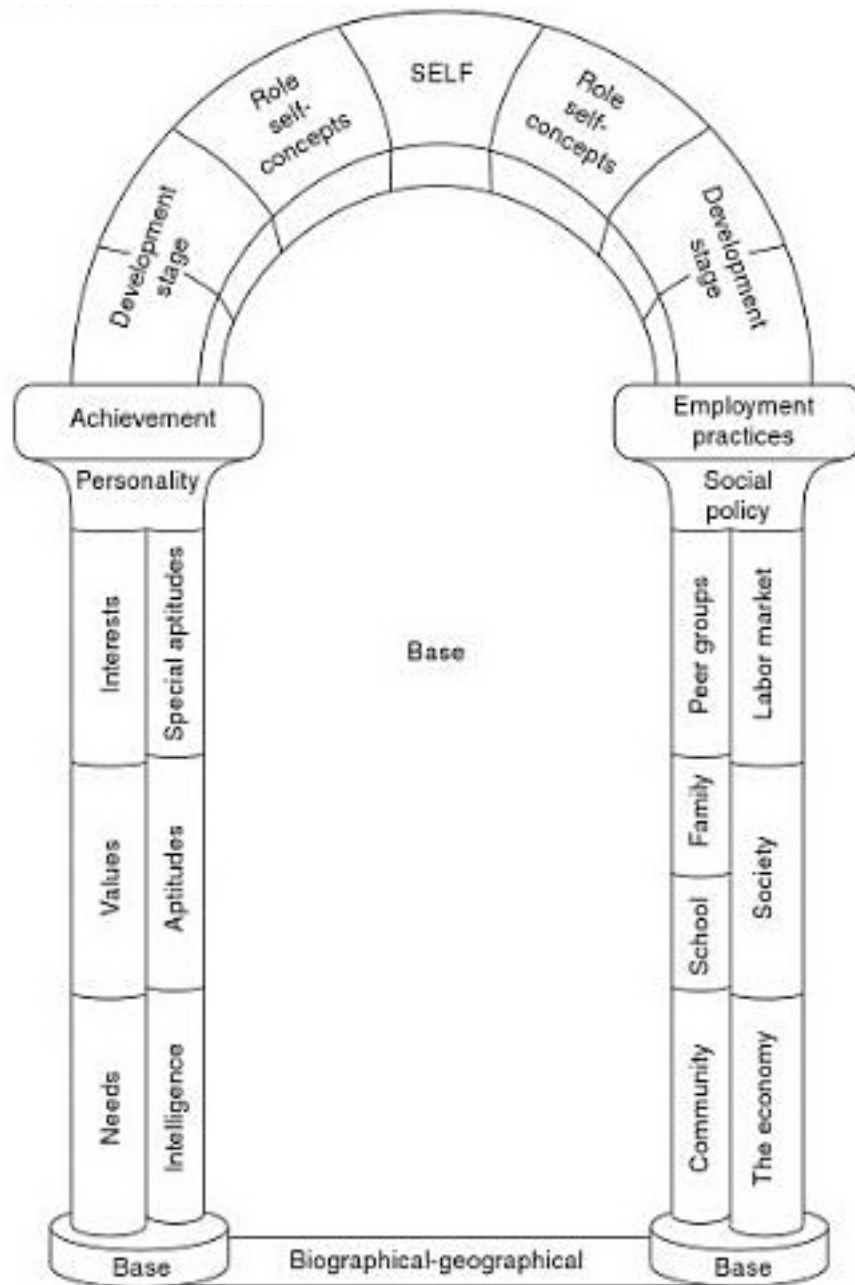 SELF
Role
self-
concepts
Role
self-
concepts
Development
stage
Development
stage
Achievement
Employment
practices
Personality
Social
policy
Interests
Special aptitudes
Base
Peer groups
Labor market
Values
Aptitudes
Family
School
Society
Needs
Intelligence
Community
The economy
Base
Biographical-geographical
Base